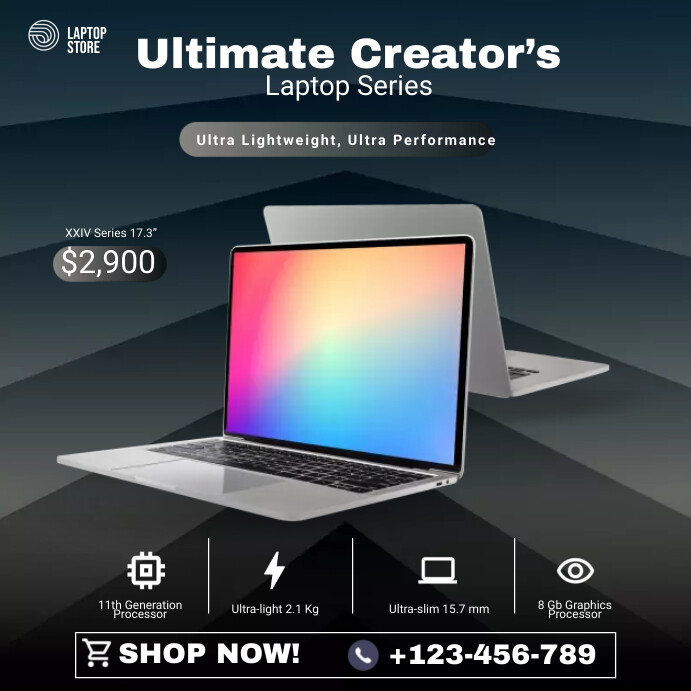 LAPTOP
STORE
Ultimate Creator’s
Laptop Series
Ultra Lightweight, Ultra Performance
XXIV Series 17.3”
$2,900
11th Generation
Processor
Ultra-light 2.1 Kg
Ultra-slim 15.7 mm
8 Gb Graphics
Processor
SHOP NOW!
+123-456-789